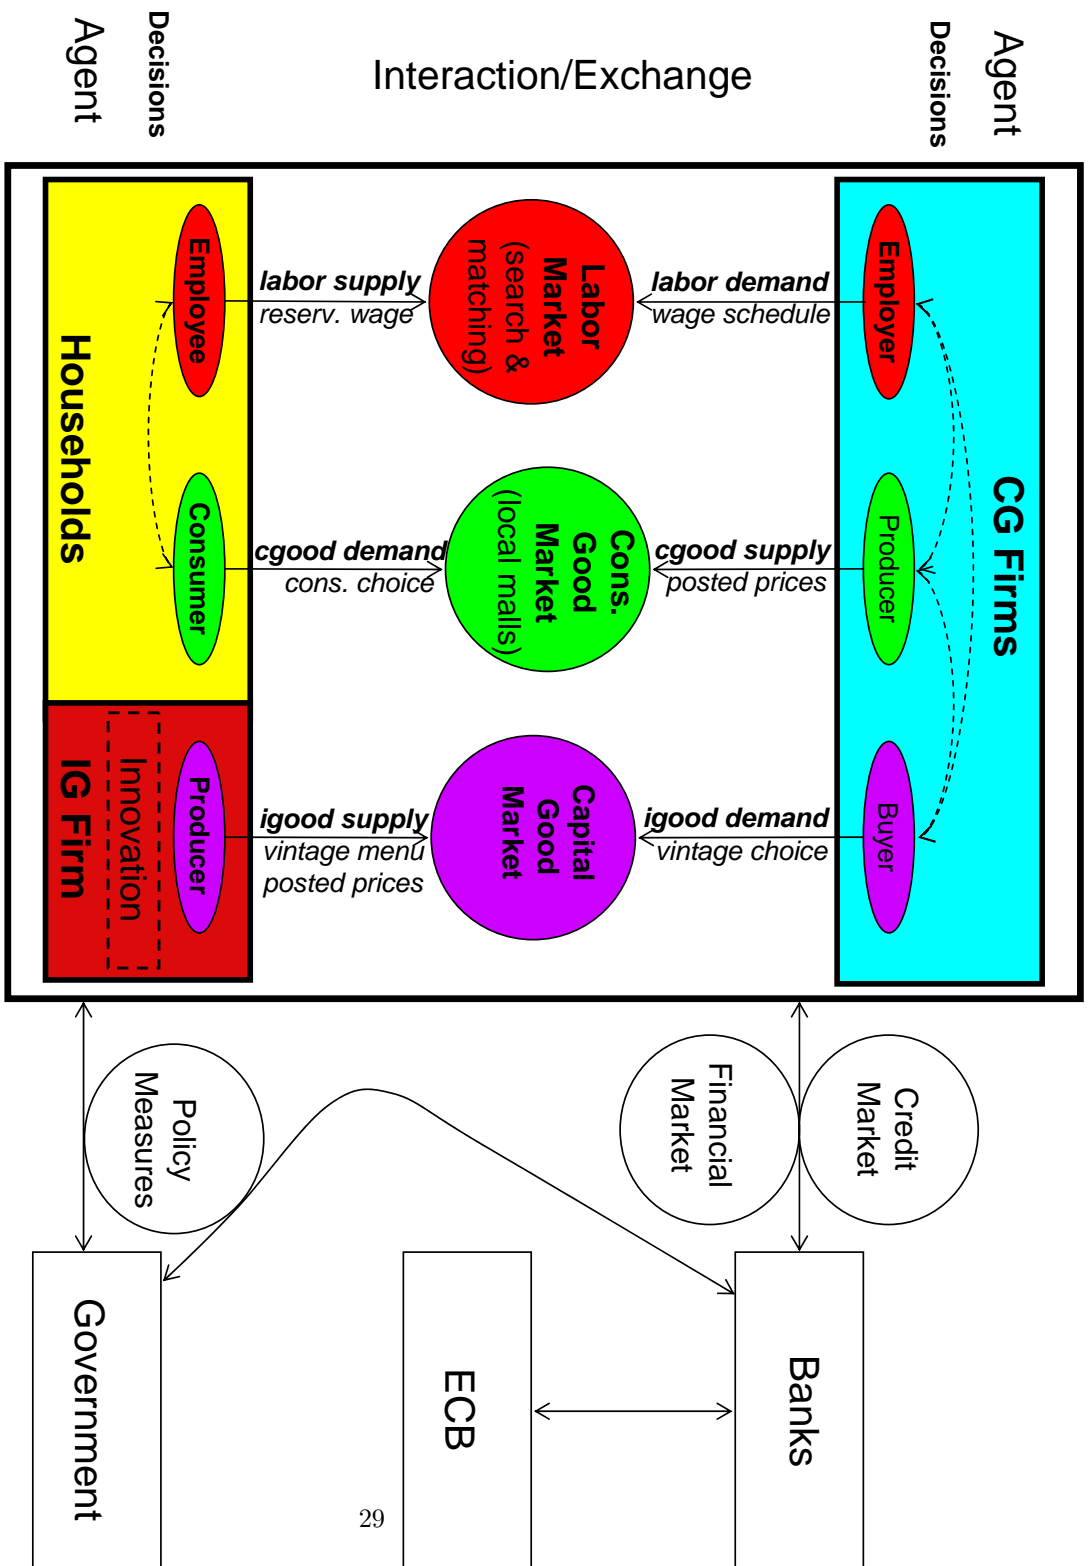 Agent
Decisions
CG Firms
Employer
Producer
Buyer
labor demand
wage schedule
cgood supply
posted prices
igood demand
vintage choice
Interaction/Exchange
Labor
Market
(search &
matching)
Cons.
Good
Market
(local malls)
Capital
Good
Market
labor supply
reserv. wage
cgood demand
cons. choice
igood supply
vintage menu
posted prices
Decisions
Agent
Employee
Consumer
Households
Producer
Innovation
IG Firm
Credit
Market
Financial
Market
Policy
Measures
Banks
ECB
Government
29